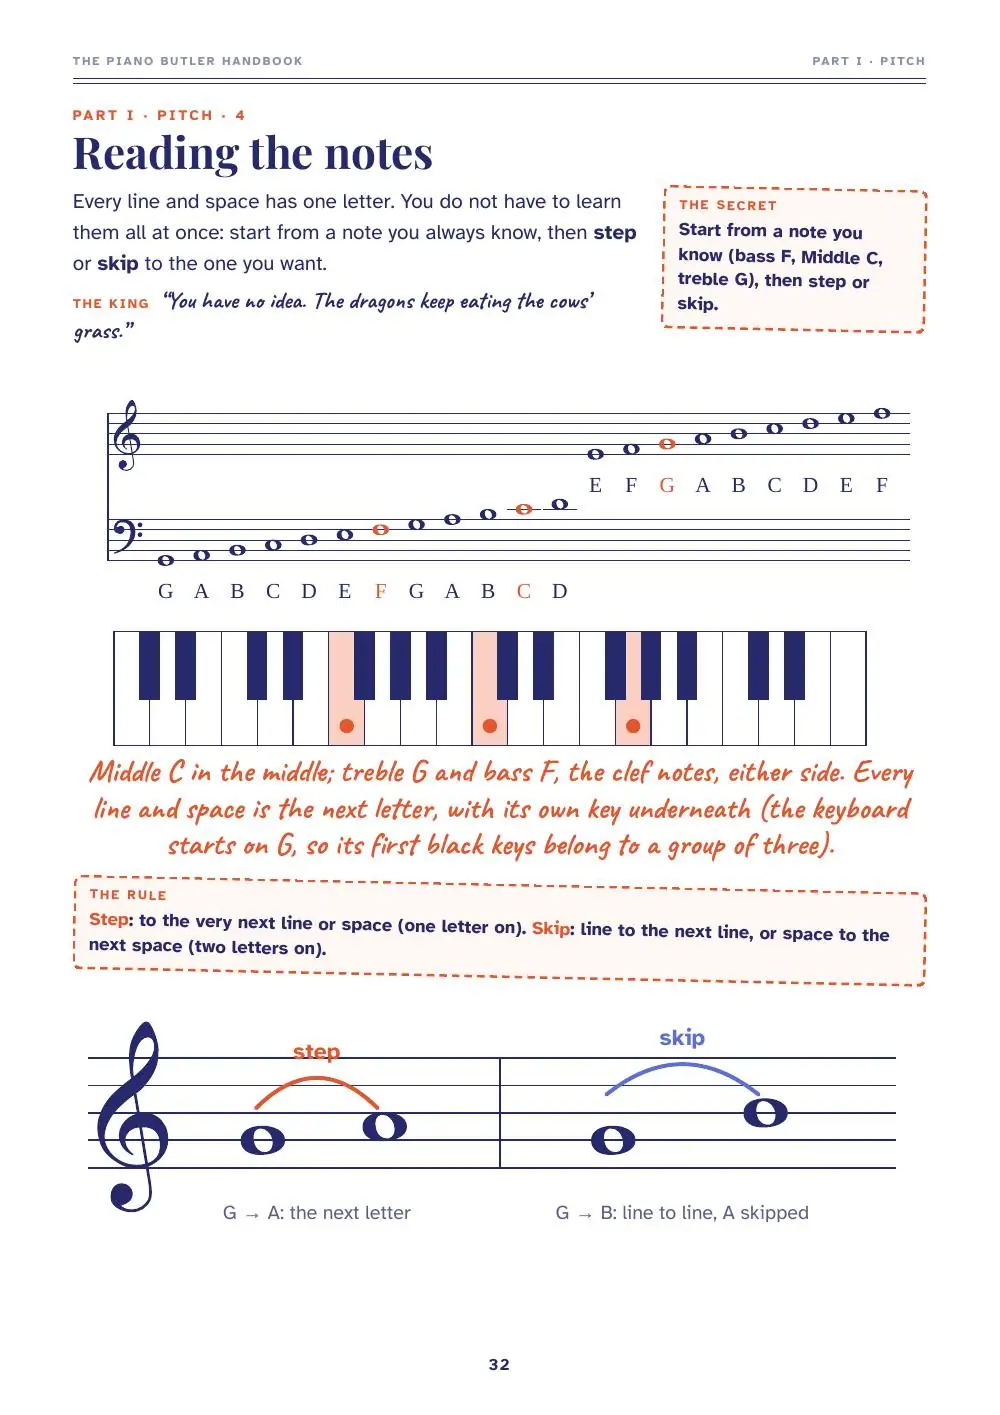 THE PIANO BUTLER HANDBOOK
PART I · PITCH
PART I · PITCH · 4
Reading the notes
Every line and space has one letter. You do not have to learn
them all at once: start from a note you always know, then step
or skip to the one you want.
THE KING “You have no idea. The dragons keep eating the cows’
grass.”
THE SECRET
Start from a note you
know (bass F, Middle C,
treble G), then step or
skip.
E F G A B C D E F
G A B C D E F G A B C D
Middle C in the middle; treble G and bass F, the clef notes, either side. Every
line and space is the next letter, with its own key underneath (the keyboard
starts on G, so its first black keys belong to a group of three).
THE RULE
Step: to the very next line or space (one letter on). Skip: line to the next line, or space to the
next space (two letters on).
step
skip
G → A: the next letter
G → B: line to line, A skipped
32